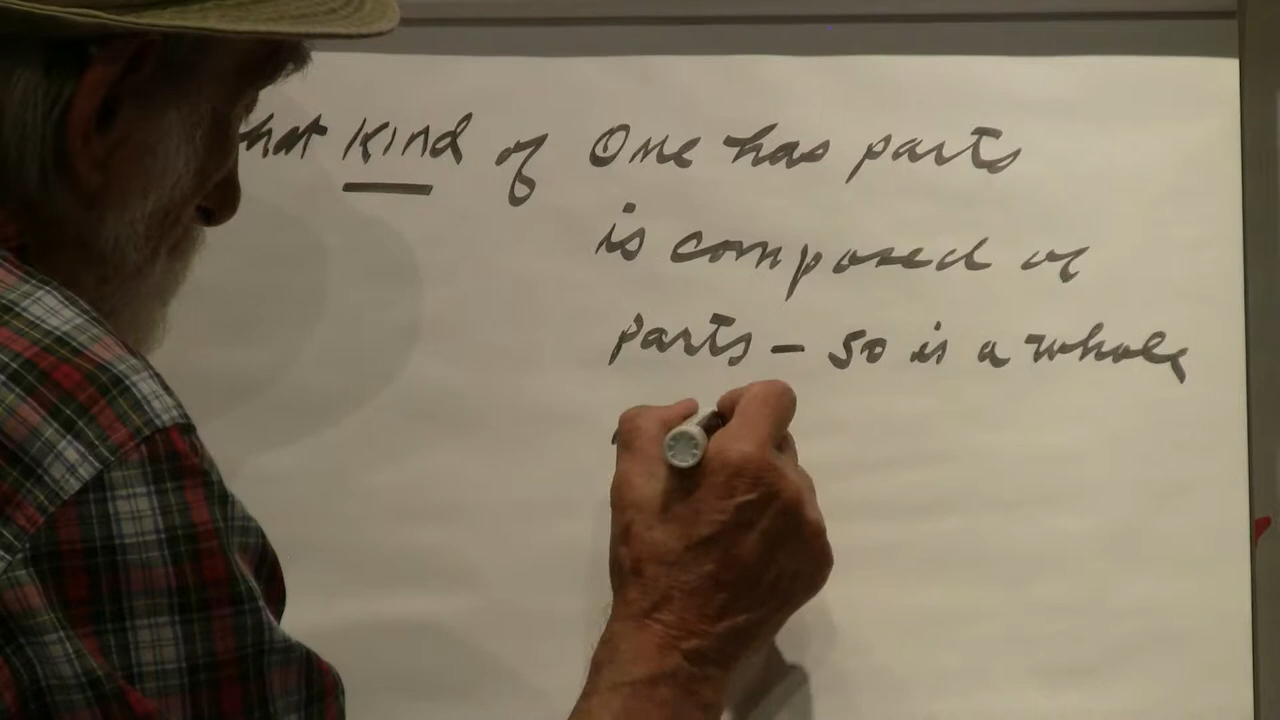 hat Kind of One has parts
is composed of
parts – so is a whole